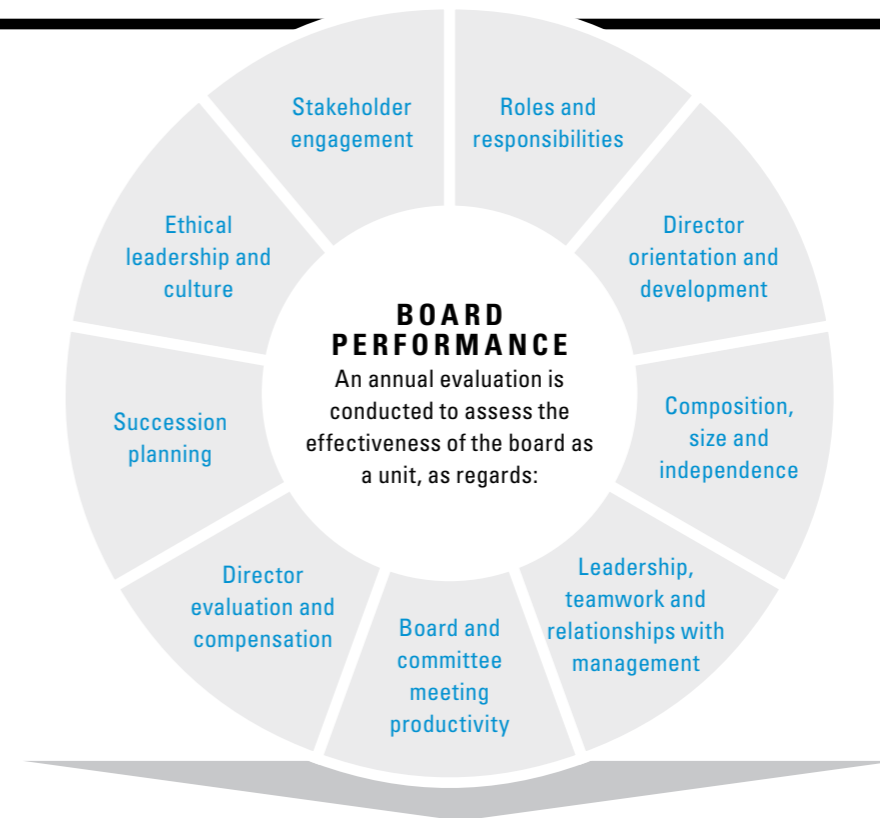 BOARD
PERFORMANCE
An annual evaluation is
conducted to assess the
effectiveness of the board as
a unit, as regards:
Roles and
responsibilities
Director
orientation and
development
Composition,
size and
independence
Leadership,
teamwork and
relationships with
management
Board and
committee
meeting
productivity
Director
evaluation and
compensation
Succession
planning
Ethical
leadership and
culture
Stakeholder
engagement